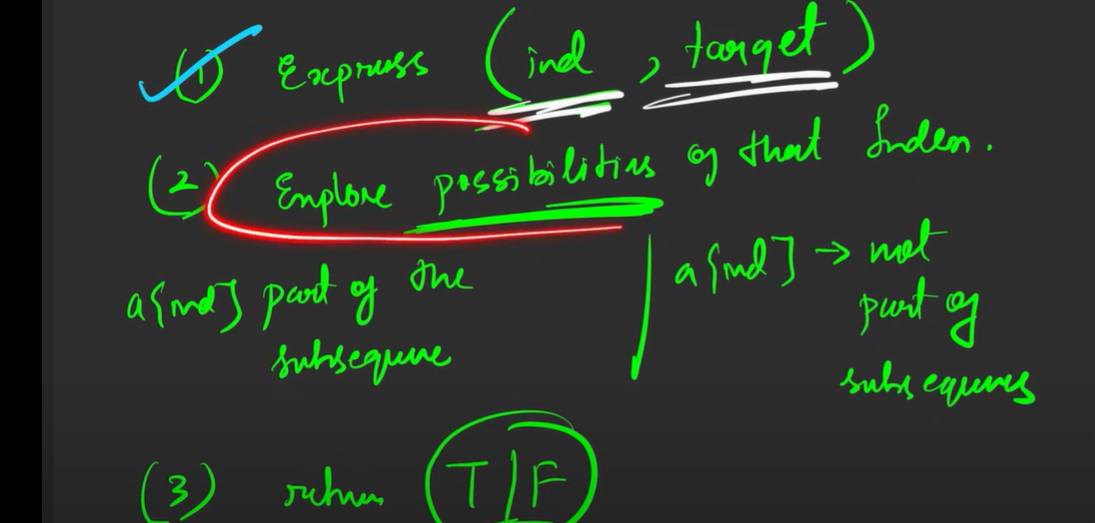 (1) Express (ind, target)
(2) Explore possibilities of that Index.
a[ind] part of the subsequence
a[ind] → not part of subsequences
(3) return T/F